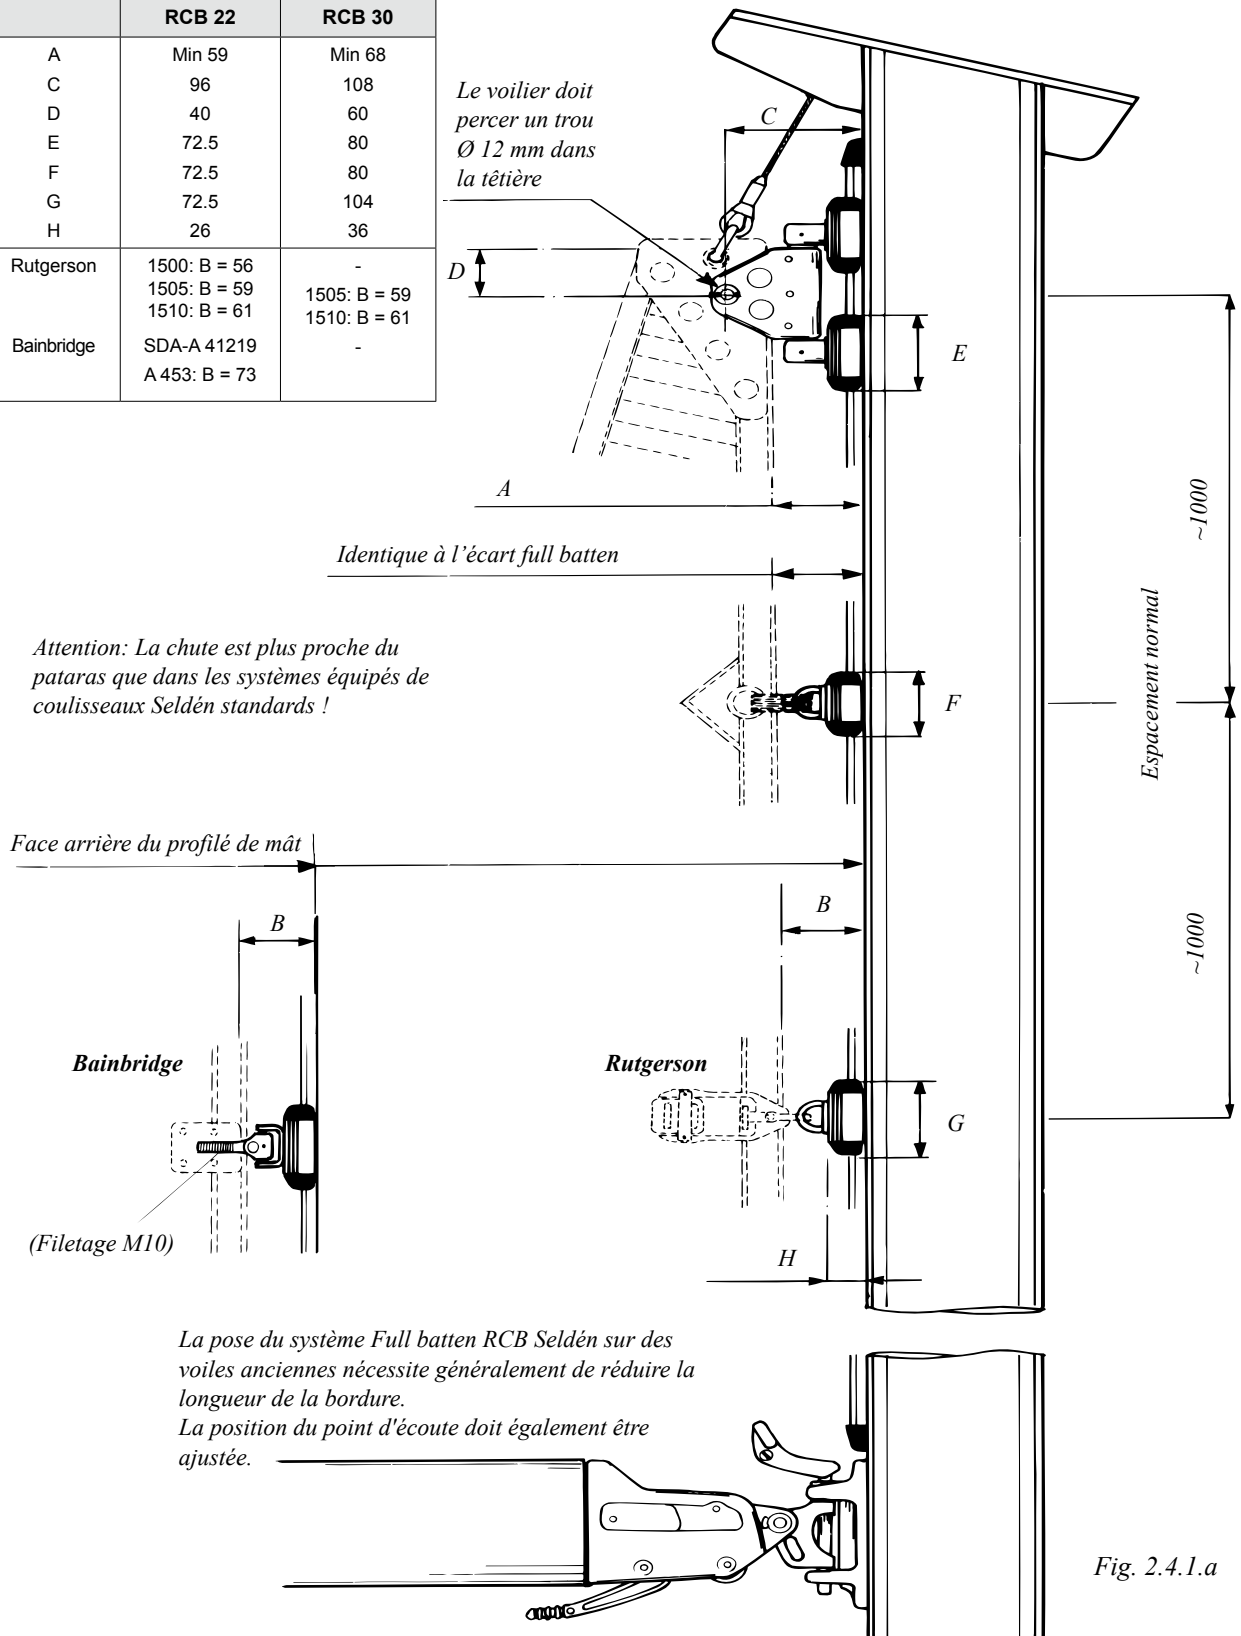 RCB 22 RCB 30
A Min 59 Min 68
C 96 108
D 40 60
E 72.5 80
F 72.5 80
G 72.5 104
H 26 36
Rutgerson 1500: B = 56 -
1505: B = 59 1505: B = 59
1510: B = 61 1510: B = 61
Bainbridge SDA-A 41219 -
A 453: B = 73
Le voilier doit
percer un trou
Ø 12 mm dans
la têtière
C
D
E
A
~1000
Identique à l’écart full batten
Espacement normal
Attention: La chute est plus proche du
pataras que dans les systèmes équipés de
coulisseaux Seldén standards !
F
Face arrière du profilé de mât
B
B
~1000
Bainbridge
Rutgerson
G
(Filetage M10)
H
La pose du système Full batten RCB Seldén sur des
voiles anciennes nécessite généralement de réduire la
longueur de la bordure.
La position du point d'écoute doit également être
ajustée.
Fig. 2.4.1.a